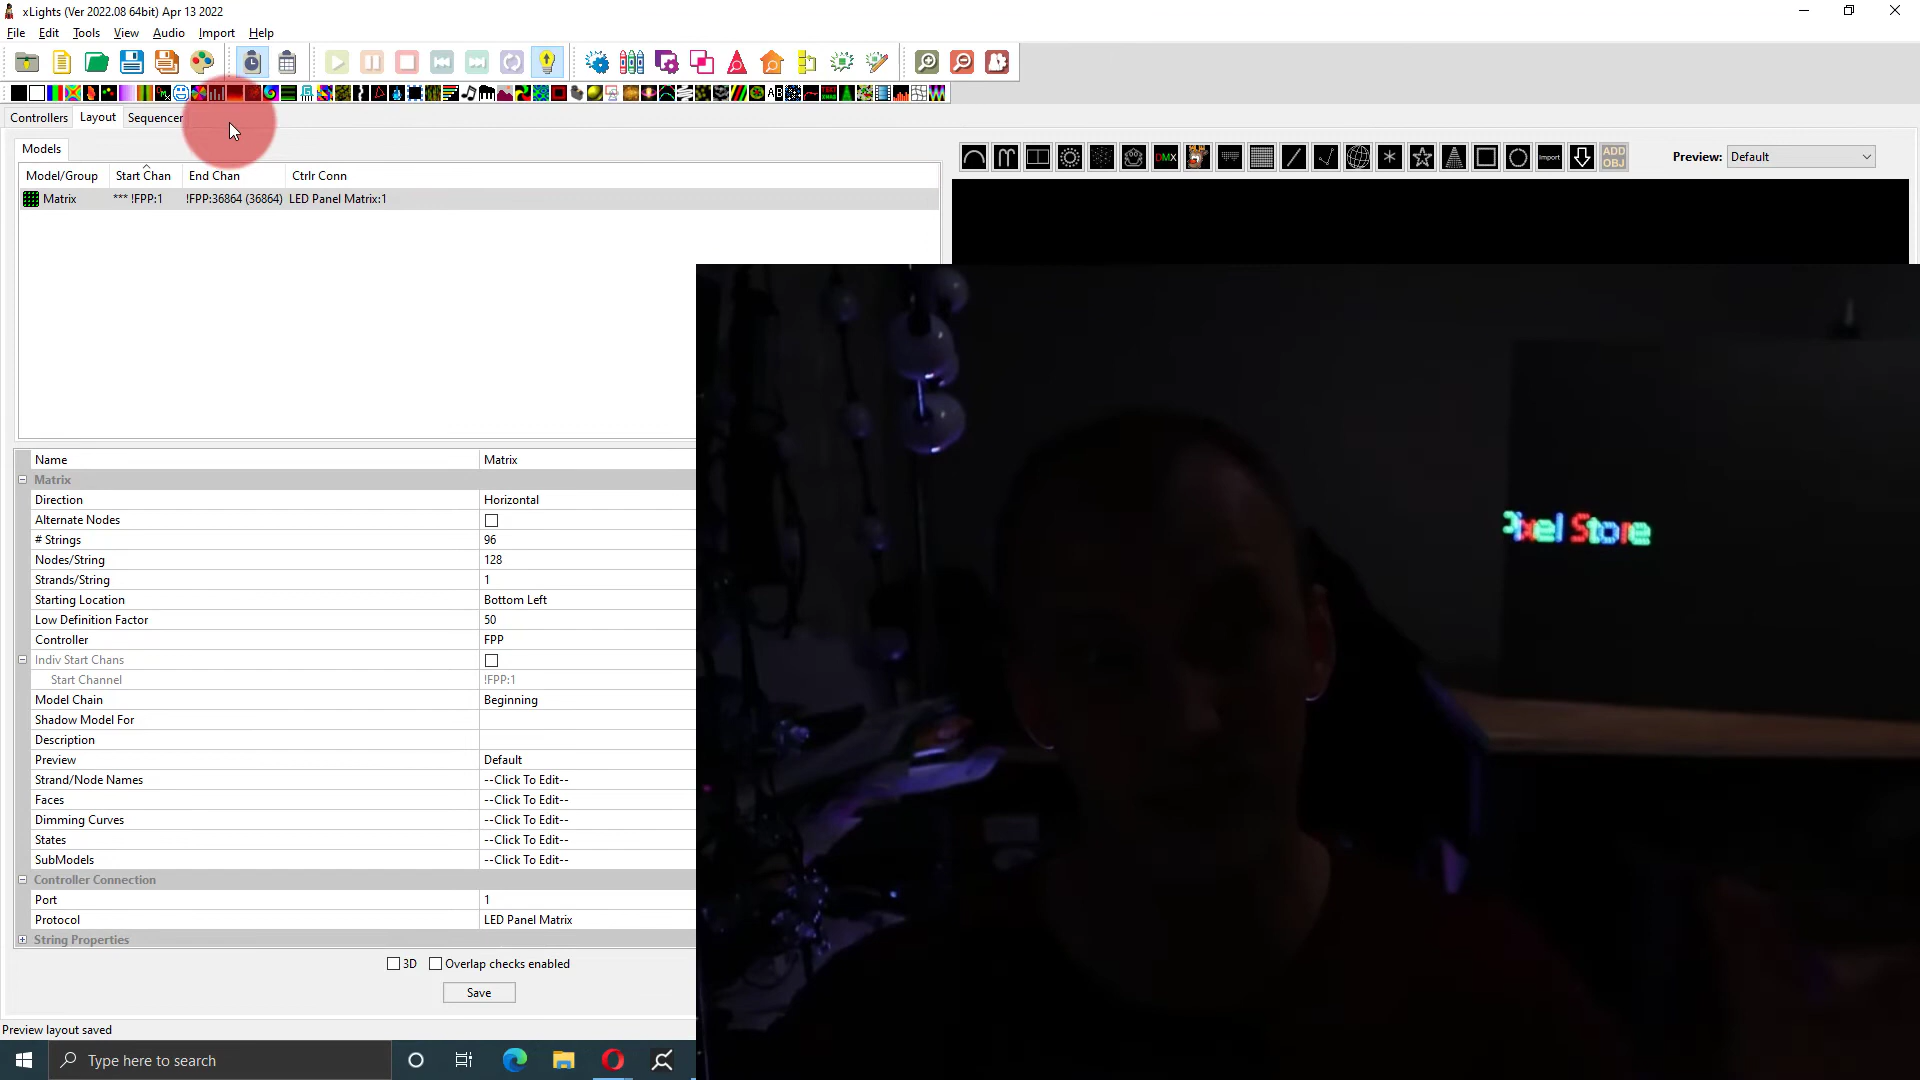 xLights (Ver 2022.08 64bit) Apr 13 2022
File Edit Tools View Audio Import Help
Controllers Layout Sequencer
Models
DMX
Import
ADD OBJ
Preview: Default
Model/Group Start Chan End Chan Ctrlr Conn
Matrix *** !FPP:1 !FPP:36864 (36864) LED Panel Matrix:1
Name Matrix
Matrix
Direction Horizontal
Alternate Nodes
# Strings 96
Nodes/String 128
Strands/String 1
Starting Location Bottom Left
Low Definition Factor 50
Controller FPP
Indiv Start Chans
Start Channel !FPP:1
Model Chain Beginning
Shadow Model For
Description
Preview Default
Strand/Node Names --Click To Edit--
Faces --Click To Edit--
Dimming Curves --Click To Edit--
States --Click To Edit--
SubModels --Click To Edit--
Controller Connection
Port 1
Protocol LED Panel Matrix
String Properties
3D Overlap checks enabled
Save
Preview layout saved
Type here to search
Pixel Store